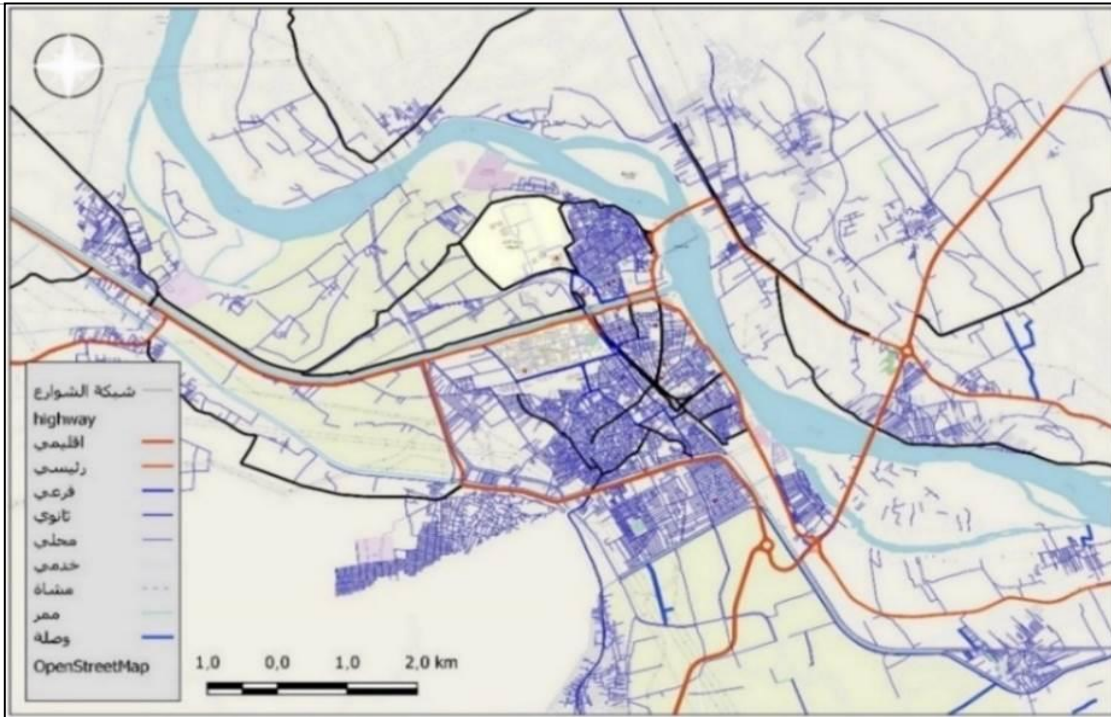 شبكة الشوارع
highway
اقليمي
رئيسي
فرعي
ثانوي
محلي
خدمي
مشاة
ممر
وصلة
OpenStreetMap
1,0 0,0 1,0 2,0 km